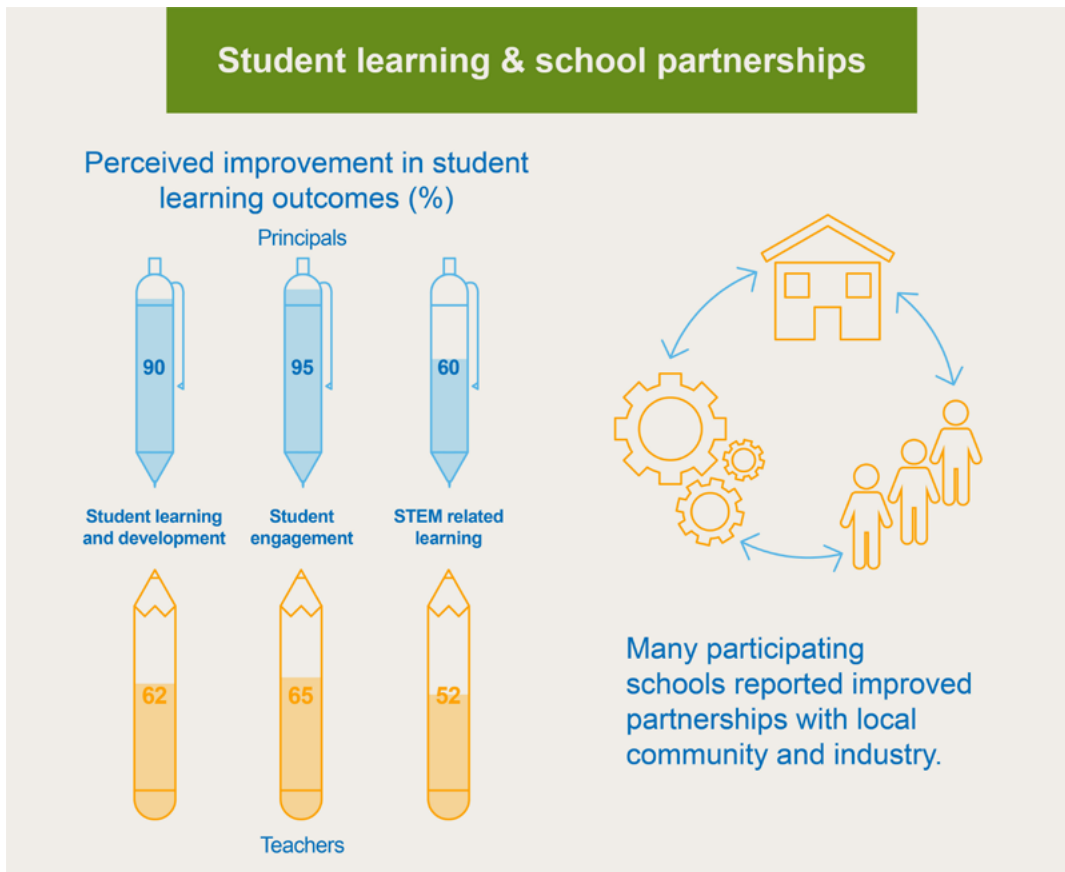 Student learning & school partnerships
Perceived improvement in student
learning outcomes (%)
Principals
90
95
60
Student learning
and development
Student
engagement
STEM related
learning
62
65
52
Teachers
Many participating
schools reported improved
partnerships with local
community and industry.